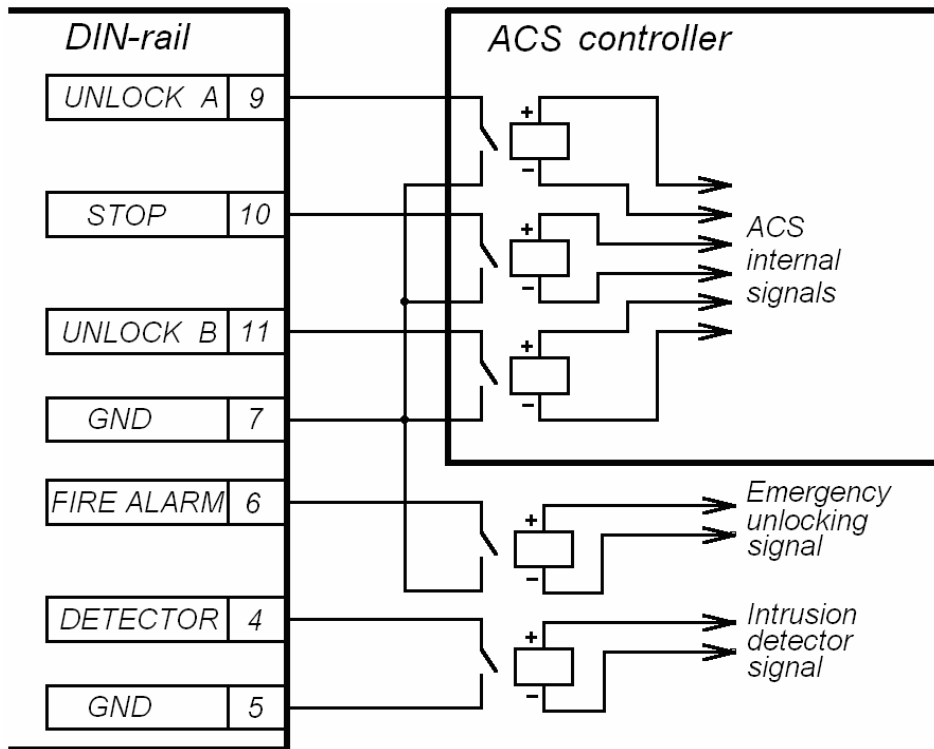 DIN-rail
ACS controller
UNLOCK A 9
+
−
STOP 10
+
−
ACS
internal
signals
UNLOCK B 11
+
−
GND 7
FIRE ALARM 6
+
−
Emergency
unlocking
signal
DETECTOR 4
+
−
Intrusion
detector
signal
GND 5